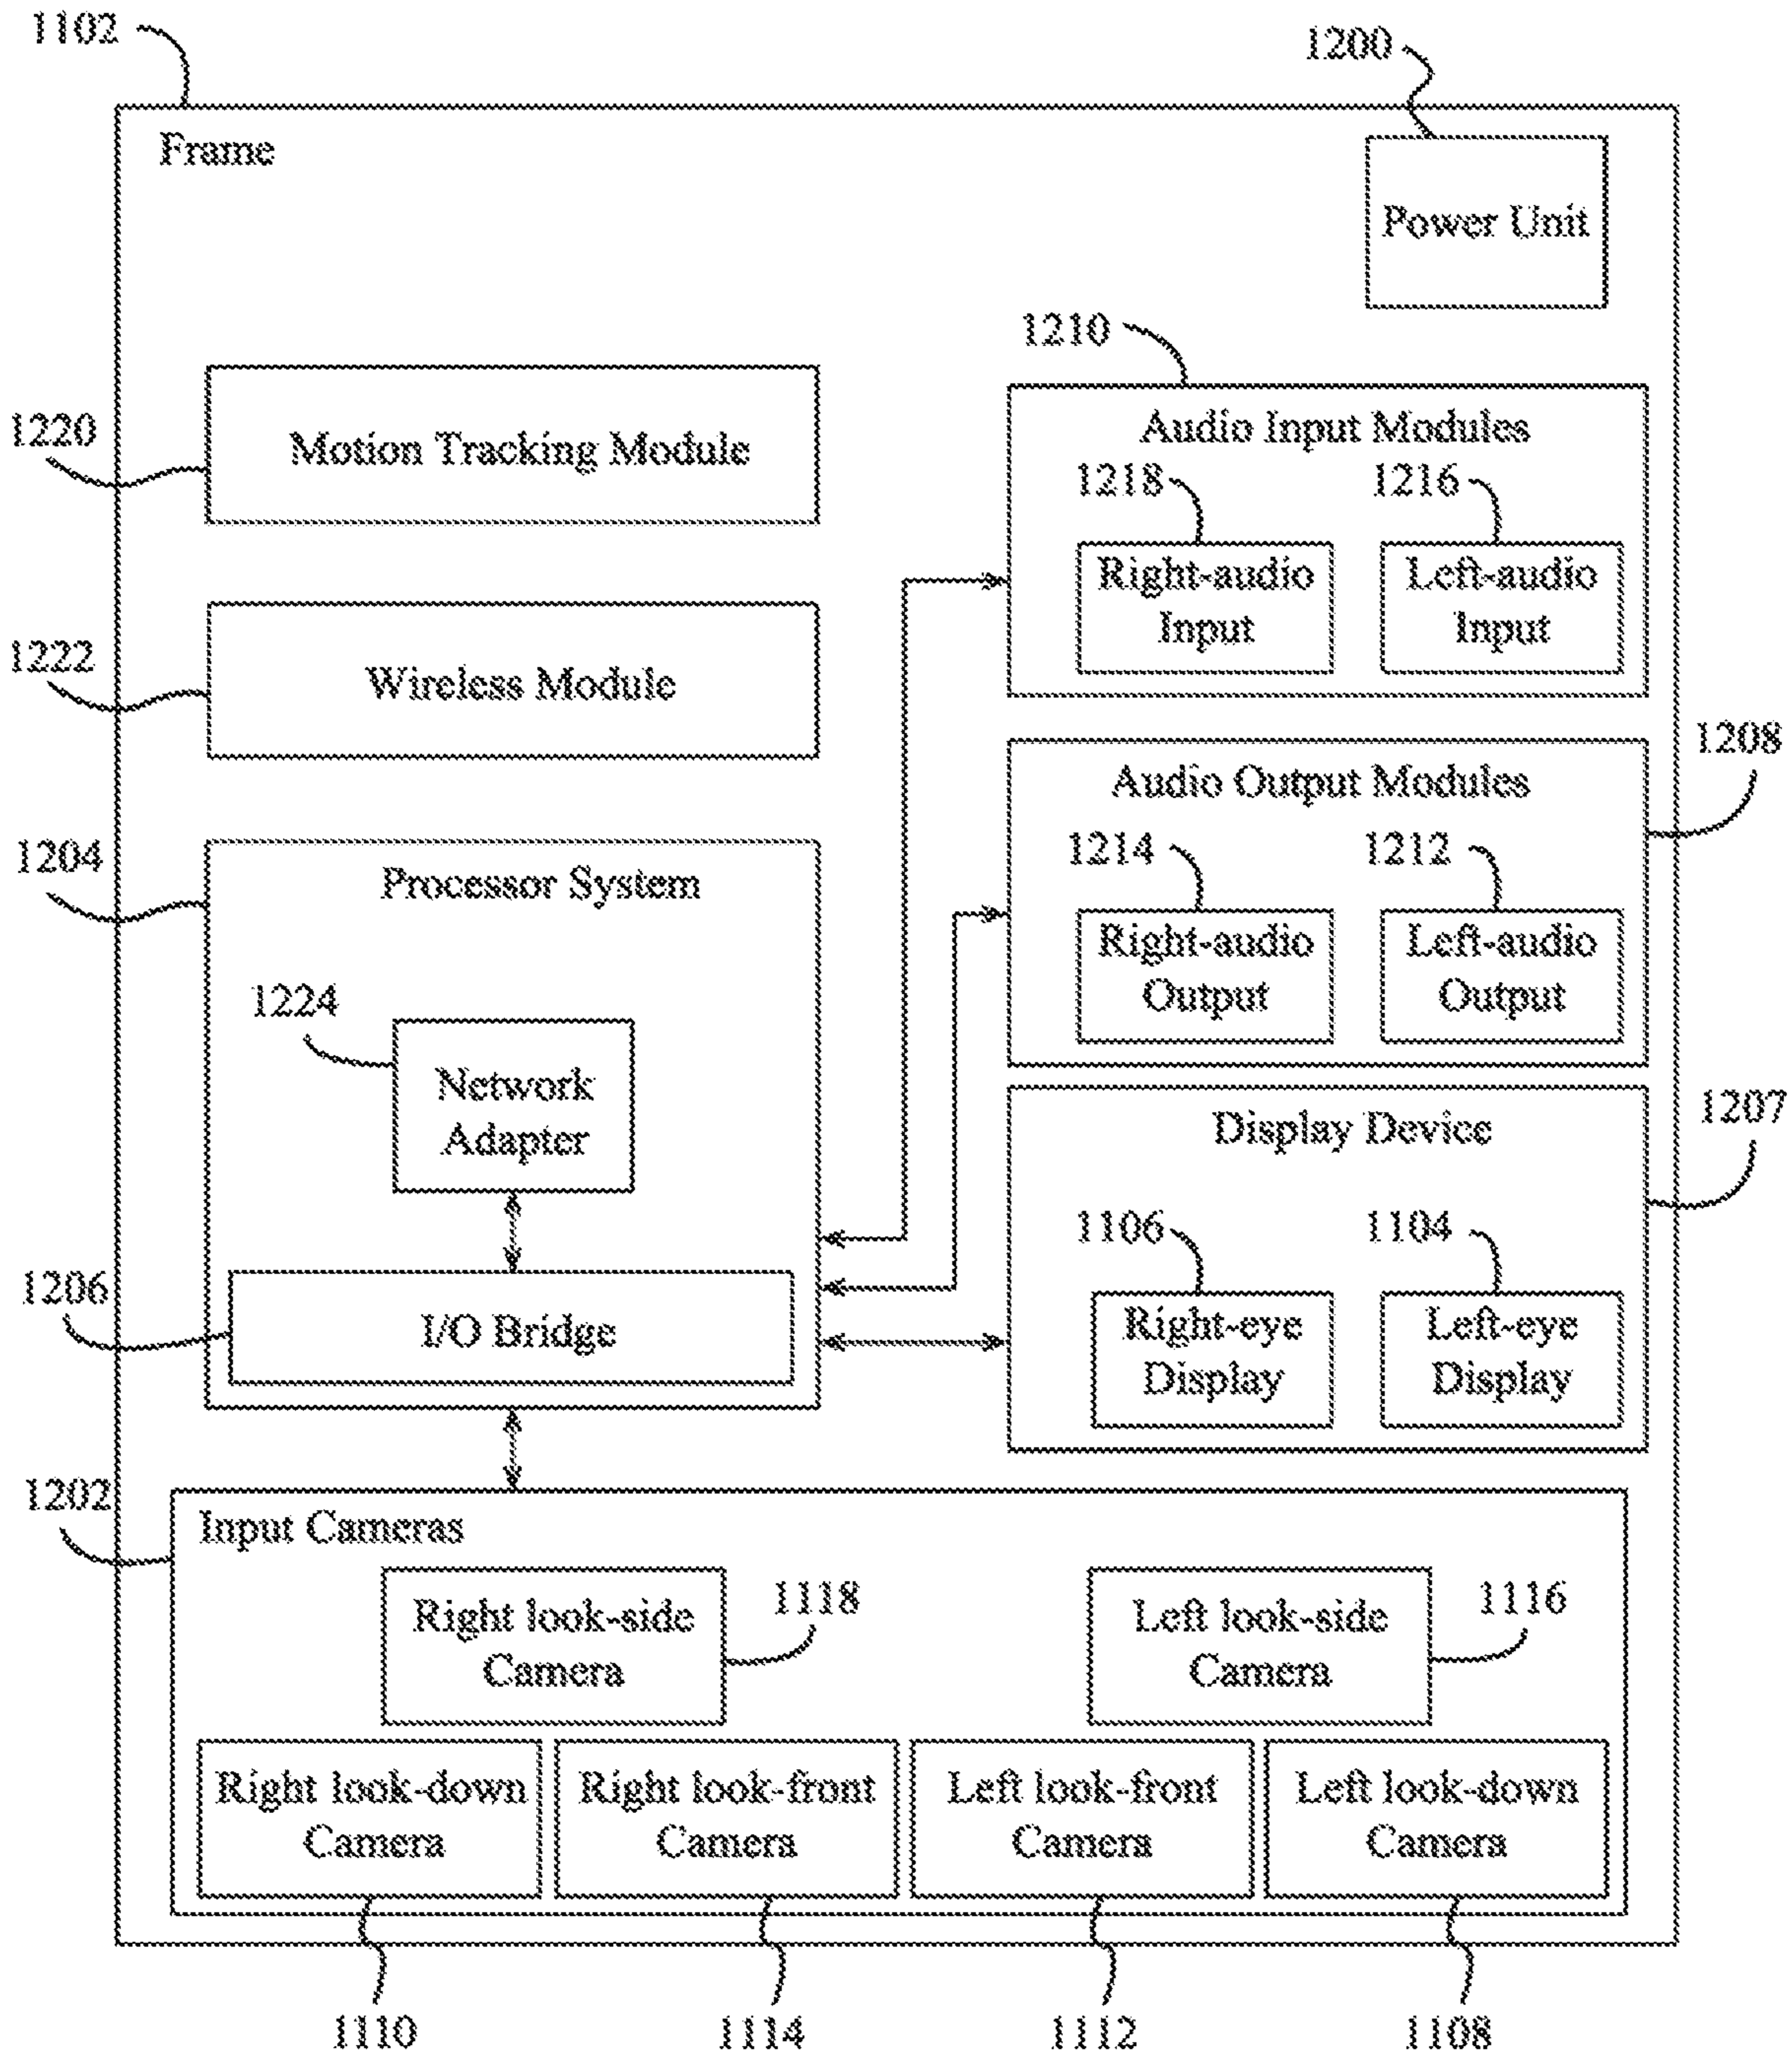 1102
1200
Frame
Power Unit
1210
1220
Motion Tracking Module
Audio Input Modules
1218
1216
Right-audio
Input
Left-audio
Input
1222
Wireless Module
1208
Audio Output Modules
1214
1212
Right-audio
Output
Left-audio
Output
1204
Processor System
1224
Network
Adapter
1207
Display Device
1106
1104
Right-eye
Display
Left-eye
Display
1206
I/O Bridge
1202
Input Cameras
Right look-side
Camera
1118
Left look-side
Camera
1116
Right look-down
Camera
Right look-front
Camera
Left look-front
Camera
Left look-down
Camera
1110
1114
1112
1108